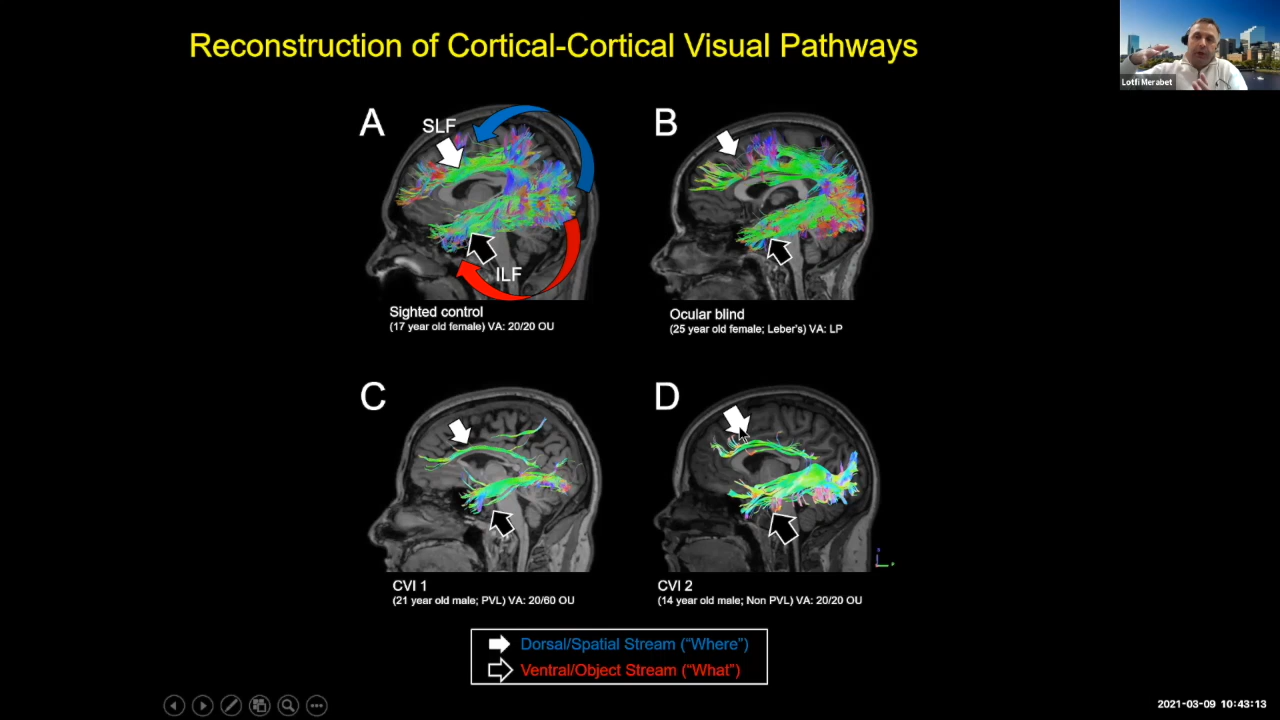 Reconstruction of Cortical-Cortical Visual Pathways
Lotfi Merabet
A
SLF
ILF
Sighted control
(17 year old female) VA: 20/20 OU
B
Ocular blind
(25 year old female; Leber's) VA: LP
C
CVI 1
(21 year old male; PVL) VA: 20/60 OU
D
CVI 2
(14 year old male; Non PVL) VA: 20/20 OU
Dorsal/Spatial Stream ("Where")
Ventral/Object Stream ("What")
2021-03-09 10:43:13